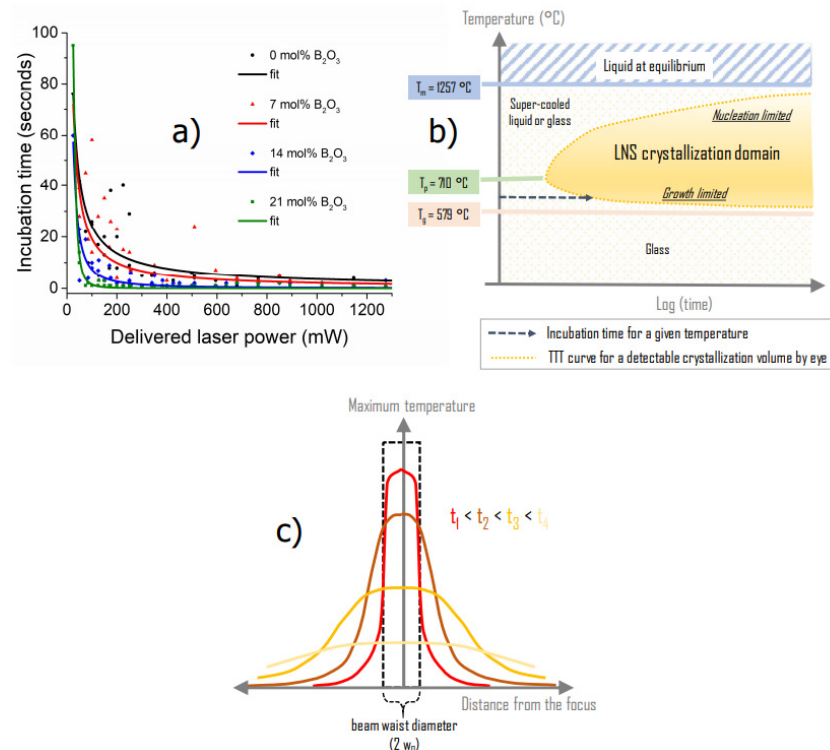 a)
Incubation time (seconds)
100
80
60
40
20
0
0 mol% B₂O₃
fit
7 mol% B₂O₃
fit
14 mol% B₂O₃
fit
21 mol% B₂O₃
fit
0 200 400 600 800 1000 1200
Delivered laser power (mW)
Temperature (°C)
b)
Liquid at equilibrium
Tₘ = 1257 °C
Super-cooled
liquid or glass
Nucleation limited
LNS crystallization domain
Tₚ = 710 °C
Growth limited
T₉ = 579 °C
Glass
Log (time)
Incubation time for a given temperature
TTT curve for a detectable crystallization volume by eye
Maximum temperature
c)
t₁ < t₂ < t₃ < t₄
Distance from the focus
beam waist diameter
(2 w₀)